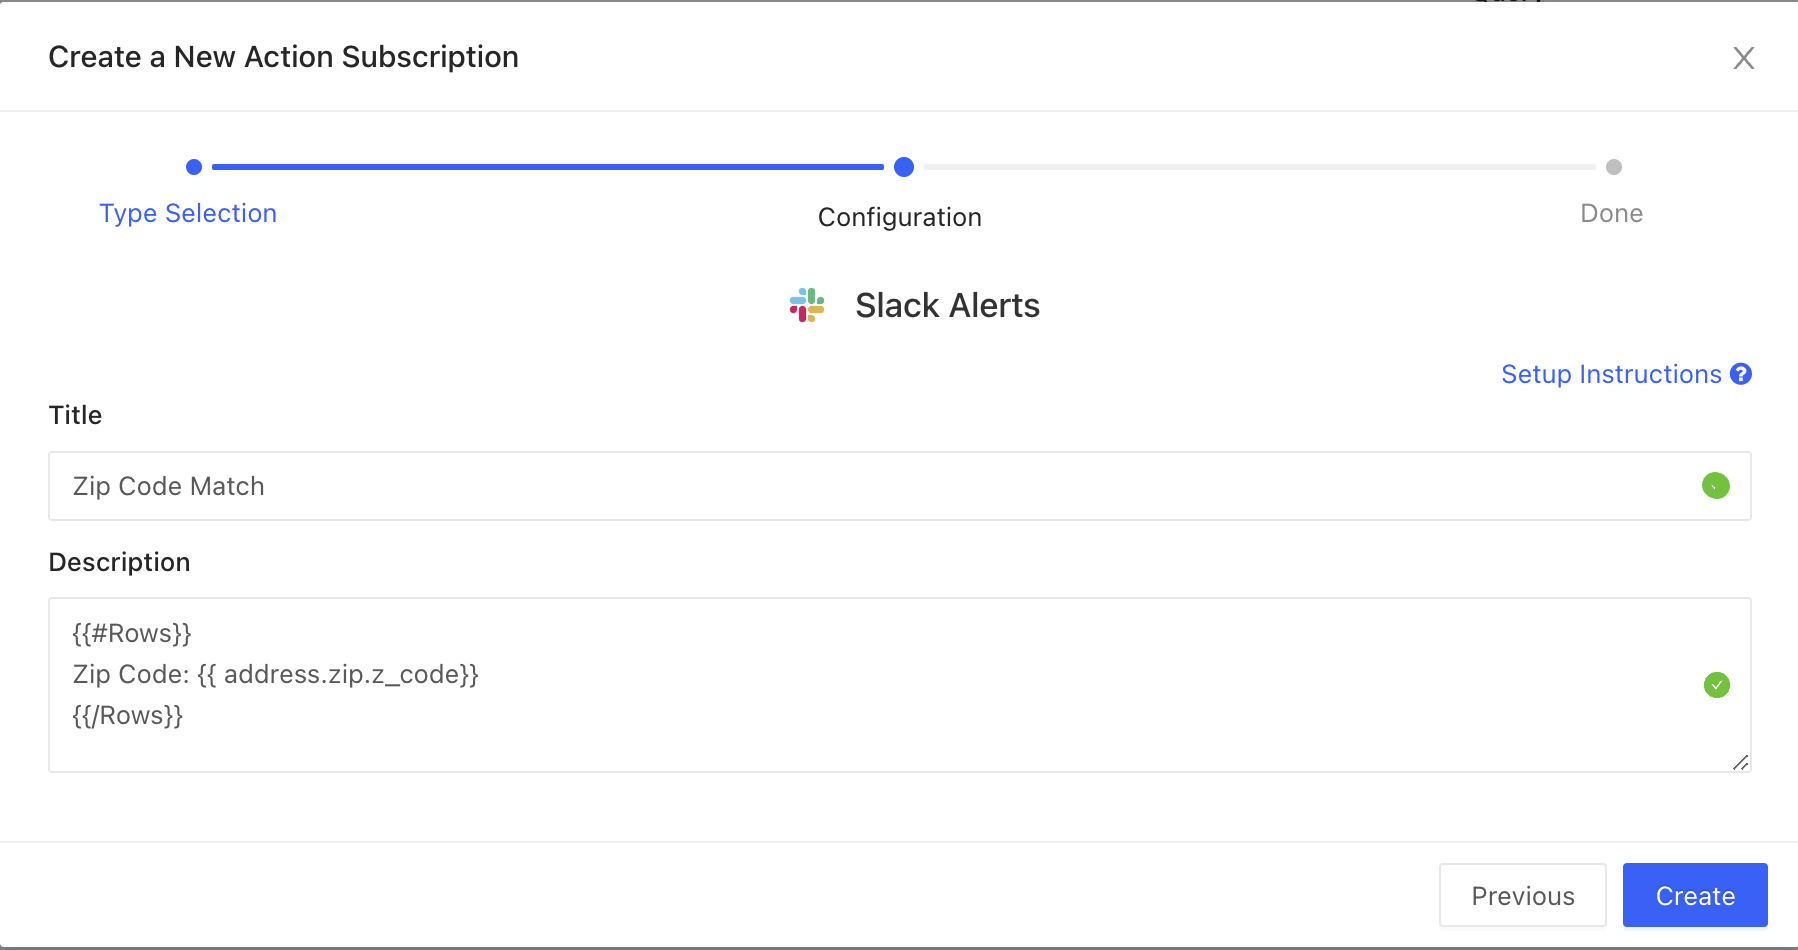 Create a New Action Subscription
X
Type Selection
Configuration
Done
Slack Alerts
Setup Instructions ?
Title
Zip Code Match
Description
{{#Rows}}
Zip Code: {{ address.zip.z_code}}
{{/Rows}}
Previous
Create